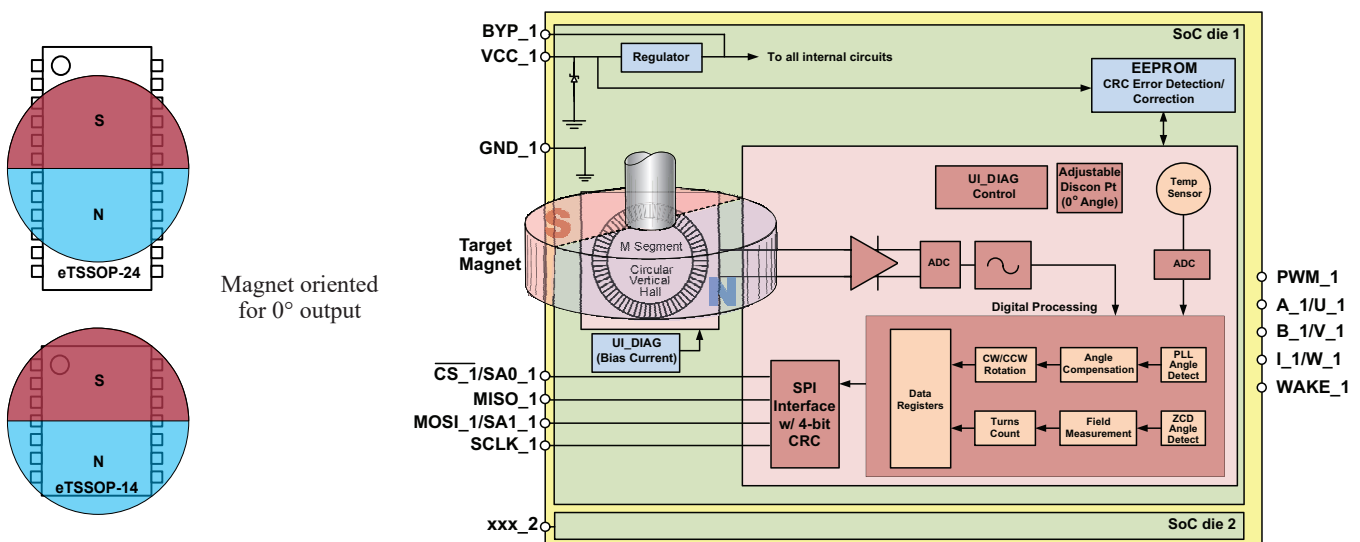 S
N
eTSSOP-24
Magnet oriented
for 0° output
S
N
eTSSOP-14
BYP_1
VCC_1
GND_1
Target
Magnet
CS_1/SA0_1
MISO_1
MOSI_1/SA1_1
SCLK_1
xxx_2
SoC die 1
Regulator
To all internal circuits
EEPROM
CRC Error Detection/
Correction
S
N
M Segment
Circular
Vertical
Hall
UI_DIAG
(Bias Current)
UI_DIAG
Control
Adjustable
Discon Pt
(0° Angle)
Temp
Sensor
ADC
ADC
Digital Processing
SPI
Interface
w/ 4-bit
CRC
Data
Registers
CW/CCW
Rotation
Angle
Compensation
PLL
Angle
Detect
Turns
Count
Field
Measurement
ZCD
Angle
Detect
SoC die 2
PWM_1
A_1/U_1
B_1/V_1
I_1/W_1
WAKE_1